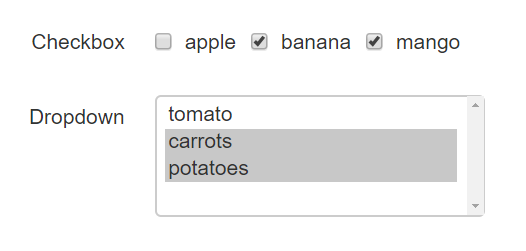 Checkbox apple banana mango
Dropdown tomato
carrots
potatoes